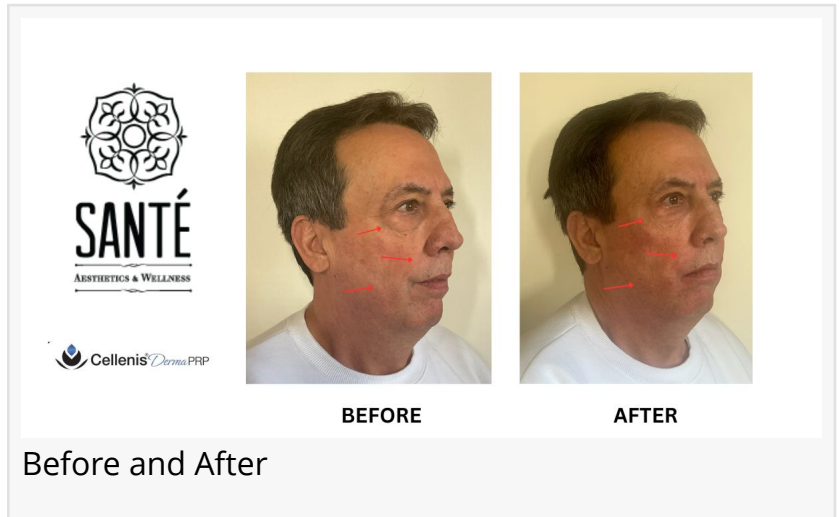 SANTÉ
AESTHETICS & WELLNESS
Cellenis® Derma PRP
BEFORE
AFTER
Before and After